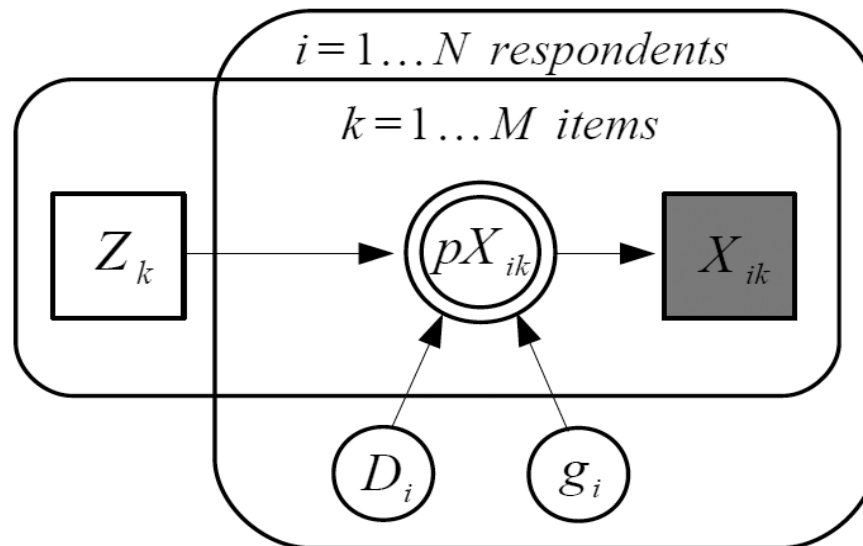 i = 1 … N respondents
k = 1 … M items
Z_k
pX_ik
X_ik
D_i
g_i